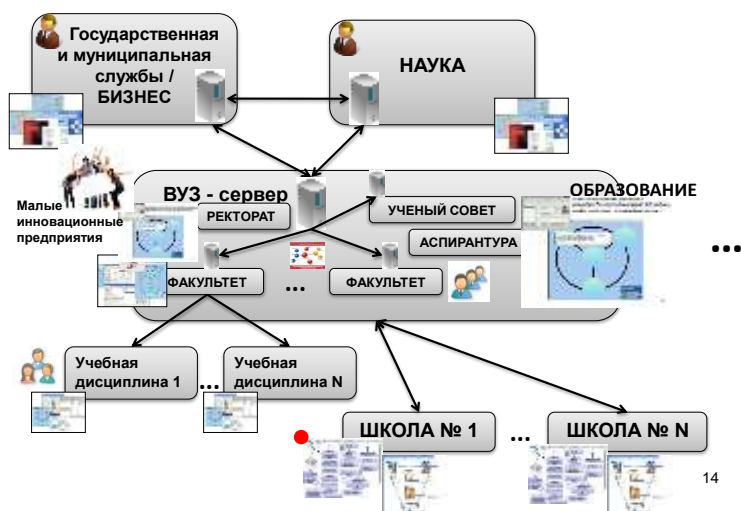 Государственная
и муниципальная
службы /
БИЗНЕС
НАУКА
ВУЗ - сервер
ОБРАЗОВАНИЕ
Малые
инновационные
предприятия
РЕКТОРАТ
УЧЕНЫЙ СОВЕТ
АСПИРАНТУРА
...
ФАКУЛЬТЕТ
...
ФАКУЛЬТЕТ
Учебная
дисциплина 1
...
Учебная
дисциплина N
ШКОЛА № 1
...
ШКОЛА № N
14